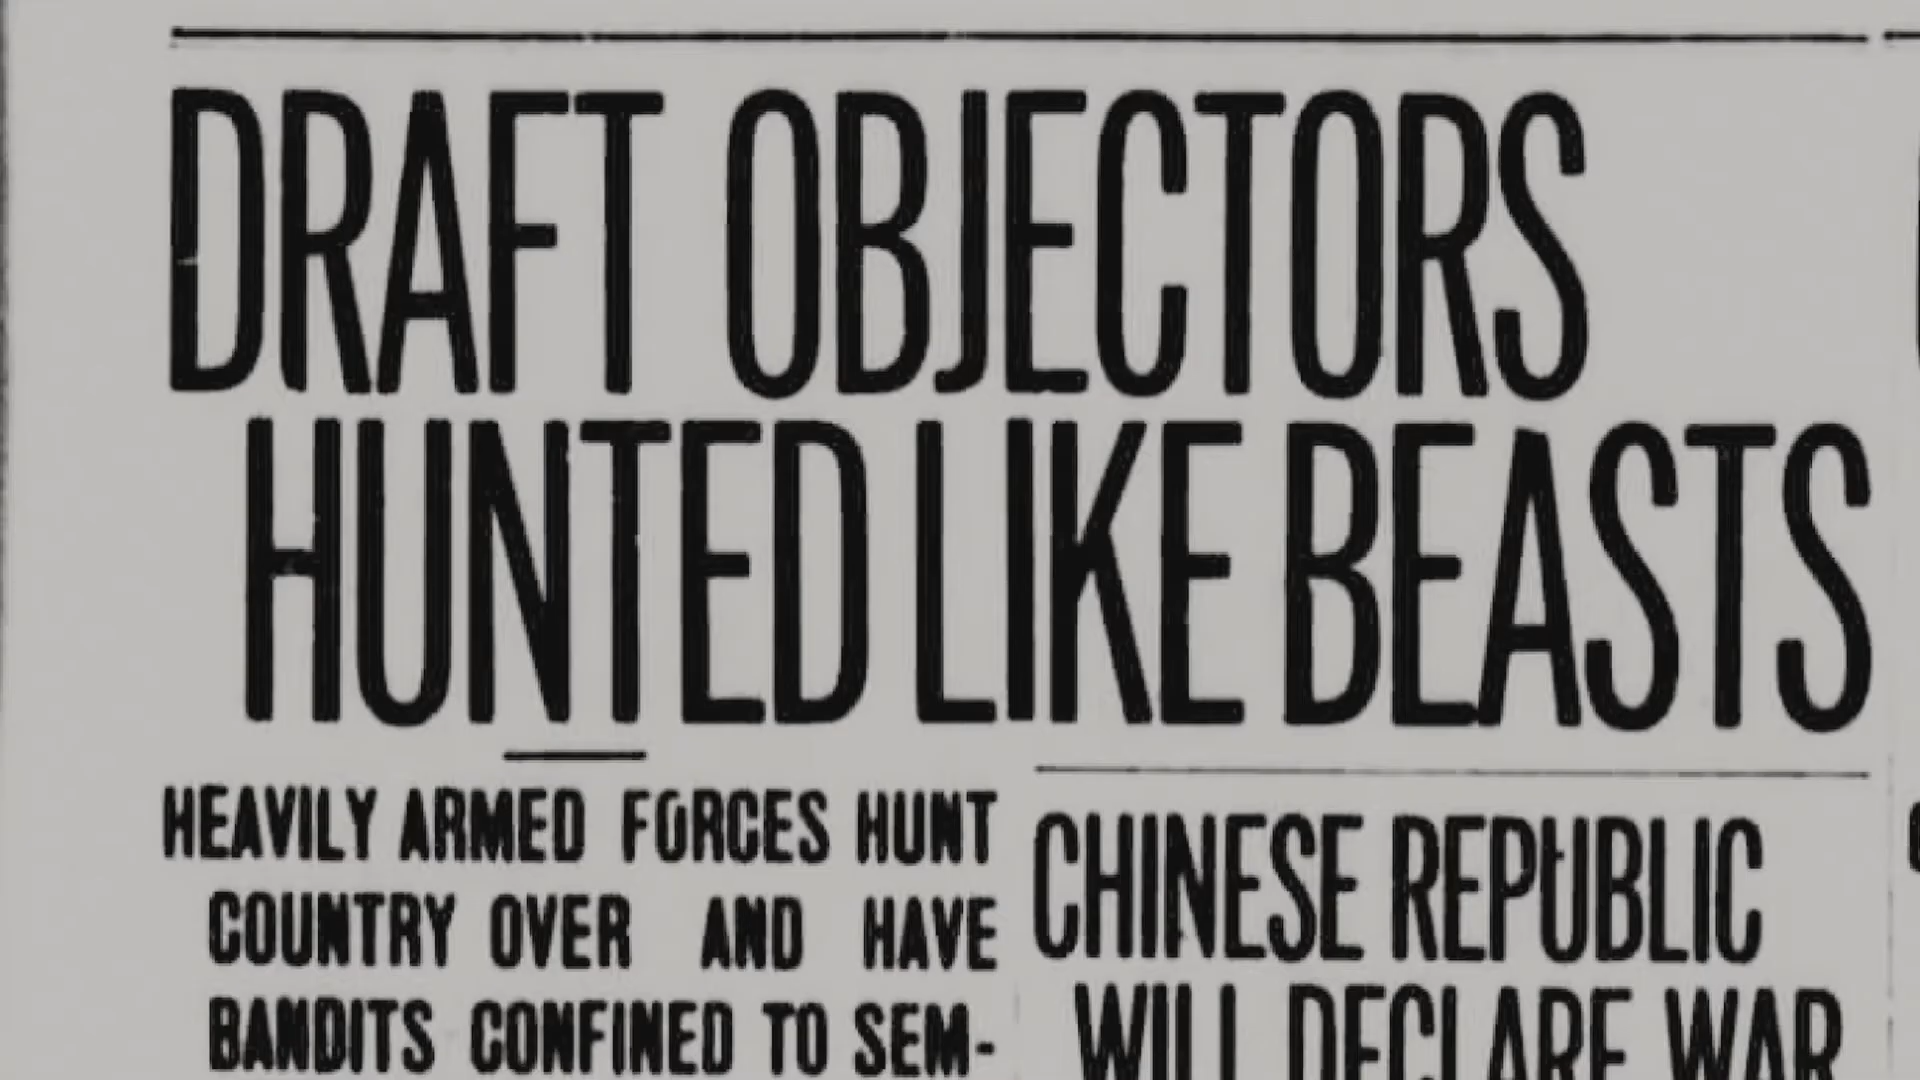 DRAFT OBJECTORS
HUNTED LIKE BEASTS
HEAVILY ARMED FORCES HUNT
COUNTRY OVER AND HAVE
BANDITS CONFINED TO SEM-
CHINESE REPUBLIC
WILL DECLARE WAR